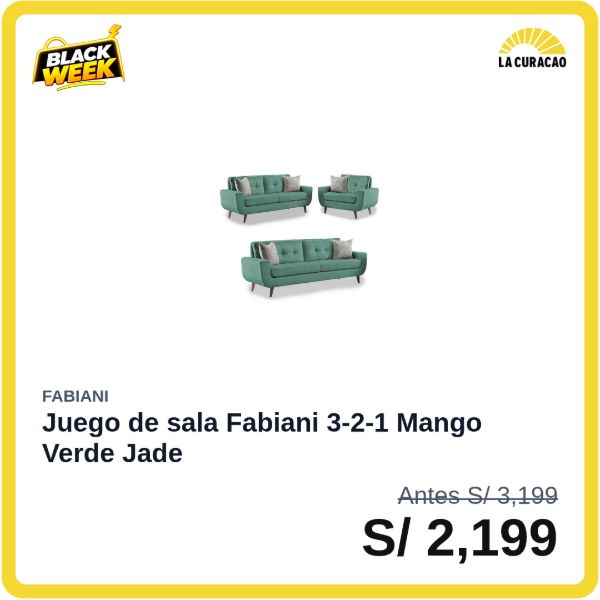 BLACK
WEEK
LA CURACAO
FABIANI
Juego de sala Fabiani 3-2-1 Mango
Verde Jade
Antes S/ 3,199
S/ 2,199